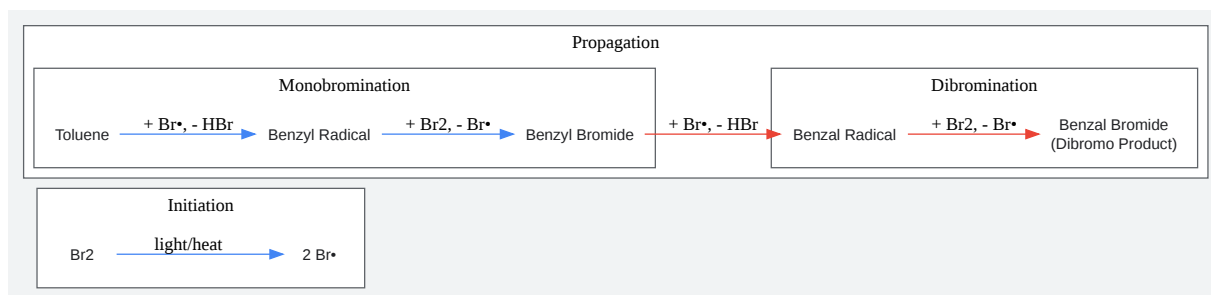 Propagation
Monobromination
Dibromination
Toluene
+ Br•, - HBr
Benzyl Radical
+ Br2, - Br•
Benzyl Bromide
+ Br•, - HBr
Benzal Radical
+ Br2, - Br•
Benzal Bromide
(Dibromo Product)
Initiation
Br2
light/heat
2 Br•